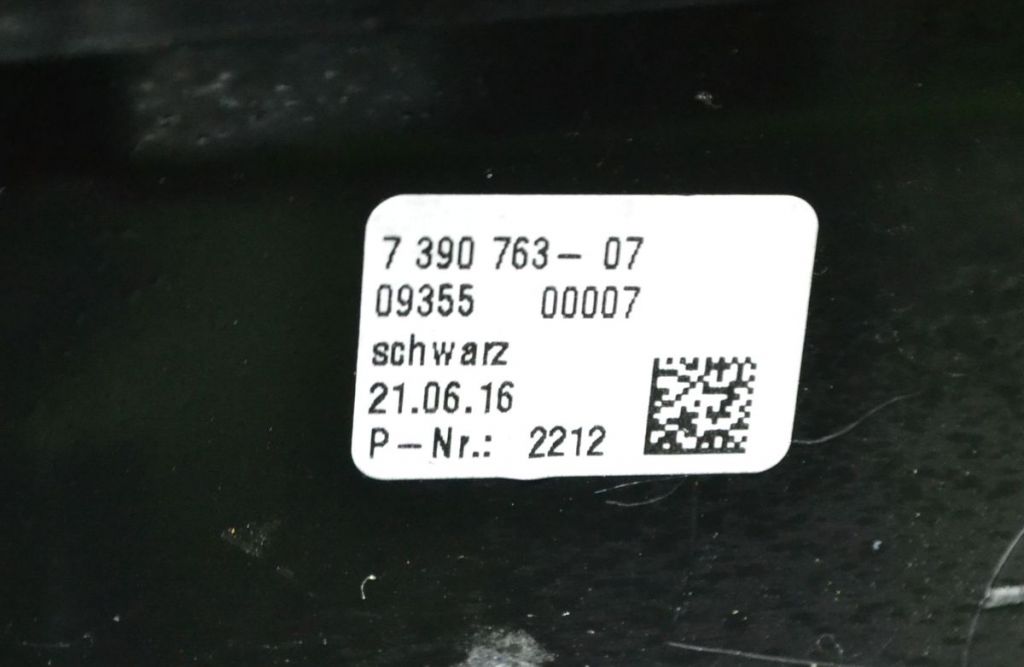 7 390 763- 07
09355 00007
schwarz
21.06.16
P-Nr.: 2212